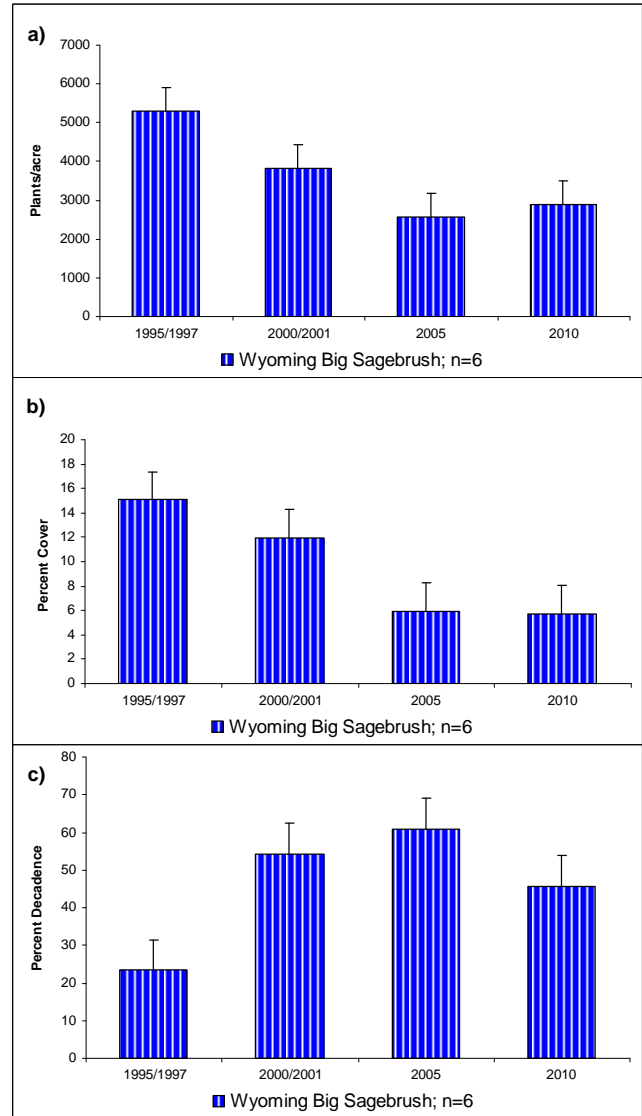 a)
7000
6000
5000
4000
3000
2000
1000
0
Plants/acre
1995/1997 2000/2001 2005 2010
Wyoming Big Sagebrush; n=6
b)
20
18
16
14
12
10
8
6
4
2
0
Percent Cover
1995/1997 2000/2001 2005 2010
Wyoming Big Sagebrush; n=6
c)
80
70
60
50
40
30
20
10
0
Percent Decadence
1995/1997 2000/2001 2005 2010
Wyoming Big Sagebrush; n=6